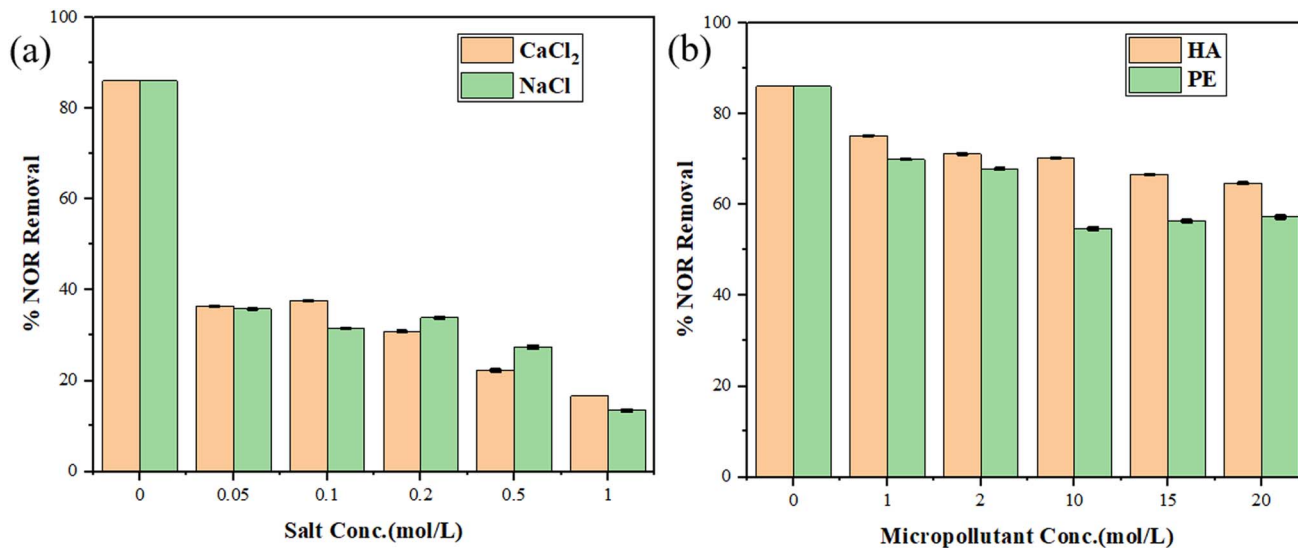 (a)
% NOR Removal
100
80
60
40
20
0
CaCl₂
NaCl
0 0.05 0.1 0.2 0.5 1
Salt Conc.(mol/L)
(b)
% NOR Removal
100
80
60
40
20
0
HA
PE
0 1 2 10 15 20
Micropollutant Conc.(mol/L)